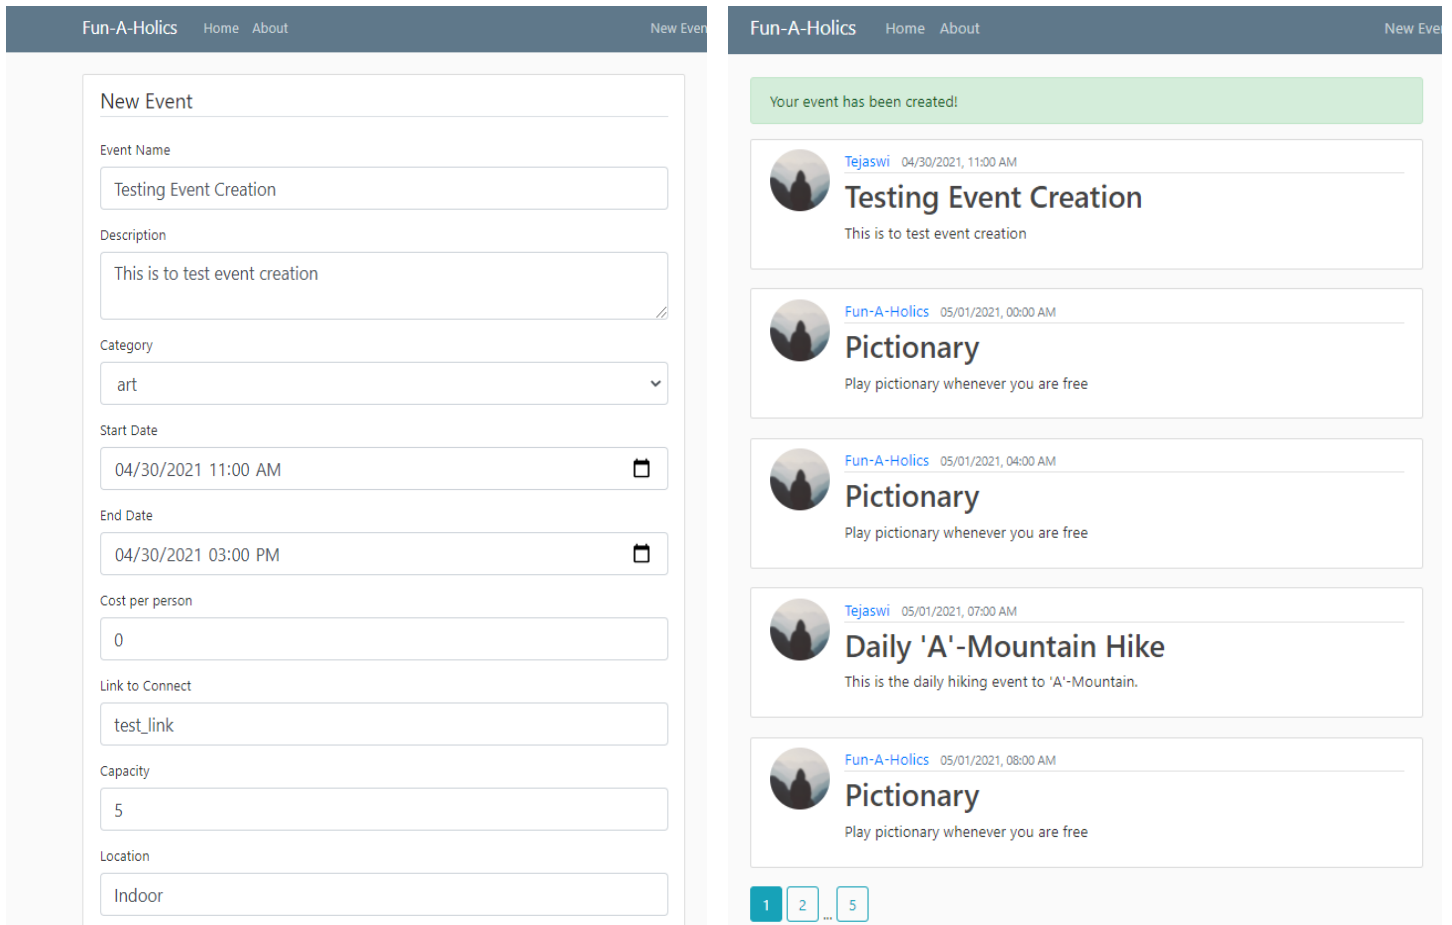 Fun-A-Holics Home About New Even
New Event
Event Name
Testing Event Creation
Description
This is to test event creation
Category
art
Start Date
04/30/2021 11:00 AM
End Date
04/30/2021 03:00 PM
Cost per person
0
Link to Connect
test_link
Capacity
5
Location
Indoor
Fun-A-Holics Home About New Eve
Your event has been created!
Tejaswi 04/30/2021, 11:00 AM
Testing Event Creation
This is to test event creation
Fun-A-Holics 05/01/2021, 00:00 AM
Pictionary
Play pictionary whenever you are free
Fun-A-Holics 05/01/2021, 04:00 AM
Pictionary
Play pictionary whenever you are free
Tejaswi 05/01/2021, 07:00 AM
Daily 'A'-Mountain Hike
This is the daily hiking event to 'A'-Mountain.
Fun-A-Holics 05/01/2021, 08:00 AM
Pictionary
Play pictionary whenever you are free
1 2 ... 5